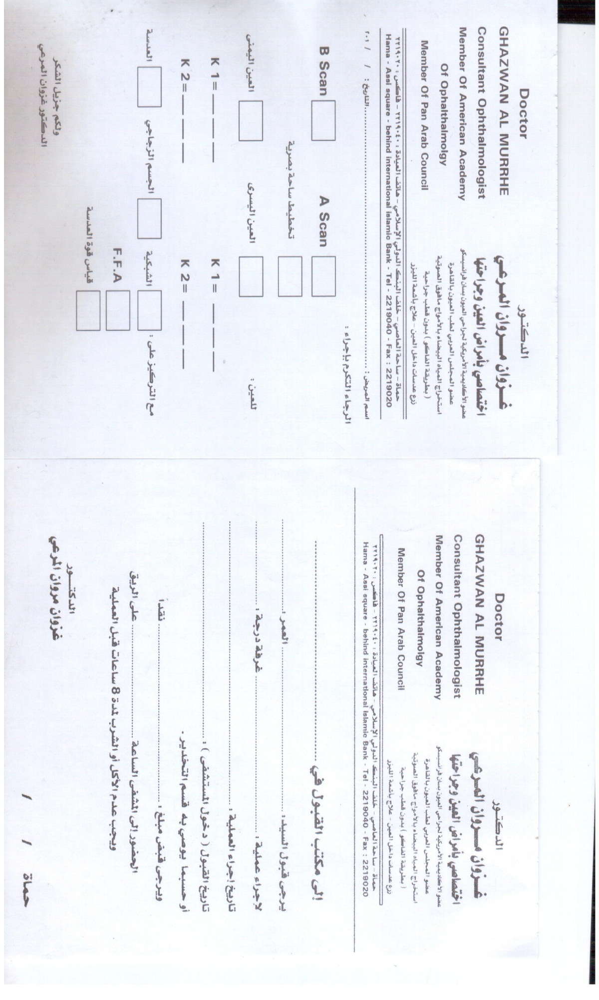 Doctor
GHAZWAN AL MURRHE
Consultant Ophthalmologist
Member Of American Academy
Of Ophalthalmolgy
Member Of Pan Arab Council
الدكتـور
غـزوان مـروان المرعـي
اختصاصي بأمراض العين وجراحتها
عضو الأكاديمية الأمريكية لجراحي العيون بسان فرانسيسكو
عضو المجلس العربي لطب العيون بالقاهرة
استخراج المياه البيضاء بالأمواج مافوق الصوتية
( بطريقة الفاكو ) بدون قطب جراحية
زرع عدسات داخل العين - علاج باشعة الليزر
حماة - ساحة العاصي - خلف البنك الدولي الإسلامي - هاتف العيادة : ٢٢١٩٠٤٠ - فاكس : ٢٢١٩٠٢٠
Hama - Assi square - behind international islamic Bank - Tel - 2219040 - Fax : 2219020
اسم المريض : ........................ التاريخ : / / ٢٠١
الرجاء التكرم بإجراء :
B Scan A Scan
تخطيط ساحة بصرية
للعين : العين اليسرى العين اليمنى
K 1 = — — — K 1 = — — —
K 2 = — — — K 2 = — — —
مع التركيز على : الشبكية الجسم الزجاجي العدسة
F.F.A
قياس قوة العدسة
ولكم جزيل الشكر
الدكتور غزوان المرعي
Doctor
GHAZWAN AL MURRHE
Consultant Ophthalmologist
Member Of American Academy
Of Ophalthalmolgy
Member Of Pan Arab Council
الدكتـور
غـزوان مـروان المرعـي
اختصاصي بأمراض العين وجراحتها
عضو الأكاديمية الأمريكية لجراحي العيون بسان فرانسيسكو
عضو المجلس العربي لطب العيون بالقاهرة
استخراج المياه البيضاء بالأمواج مافوق الصوتية
( بطريقة الفاكو ) بدون قطب جراحية
زرع عدسات داخل العين - علاج باشعة الليزر
حماة - ساحة العاصي - خلف البنك الدولي الإسلامي - هاتف العيادة : ٢٢١٩٠٤٠ - فاكس : ٢٢١٩٠٢٠
Hama - Assi square - behind international islamic Bank - Tel - 2219040 - Fax : 2219020
إلى مكتب القبول في ........................
يرجى قبول السيد : ........................ العمر : ............
لاجراء عملية : ........................ غرفة درجة : ............
تاريخ إجراء العملية : ........................
تاريخ القبول ( دخول المستشفى ) : ........................
أو حسبما يوصي به قسم التخدير .
ويرجى قبض مبلغ : ........................ نقداً
الحضور إلى المشفى الساعة ........................ على الريق
ويجب عدم الأكل أو الشرب لمدة 8 ساعات قبل العملية
الدكتـور
غزوان مروان المرعي
حماة / /